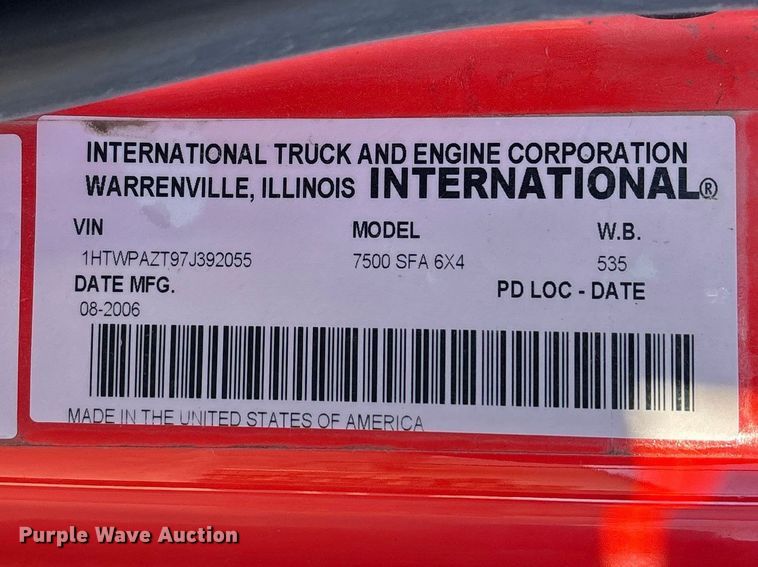 INTERNATIONAL TRUCK AND ENGINE CORPORATION
WARRENVILLE, ILLINOIS INTERNATIONAL®
VIN MODEL W.B.
1HTWPAZT97J392055 7500 SFA 6X4 535
DATE MFG. PD LOC - DATE
08-2006
MADE IN THE UNITED STATES OF AMERICA
Purple Wave Auction